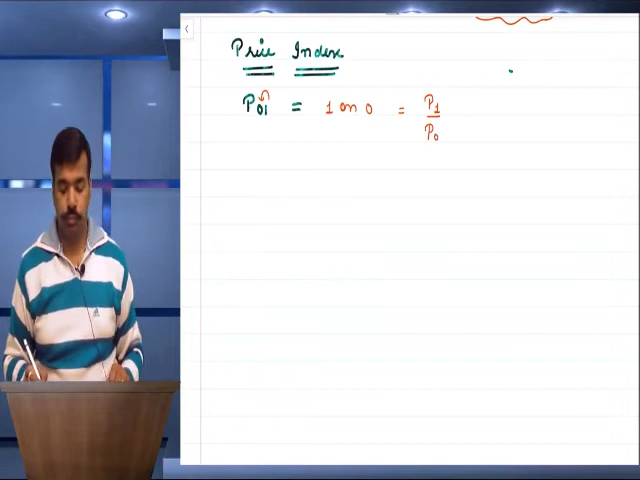 Price Index
P01 = 1 on 0 = P1/P0